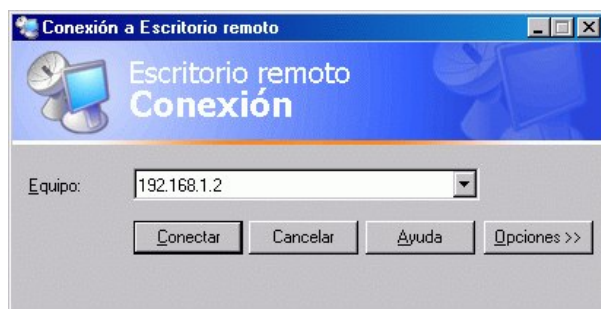 Conexión a Escritorio remoto
Escritorio remoto
Conexión
Equipo: 192.168.1.2
Conectar Cancelar Ayuda Opciones >>